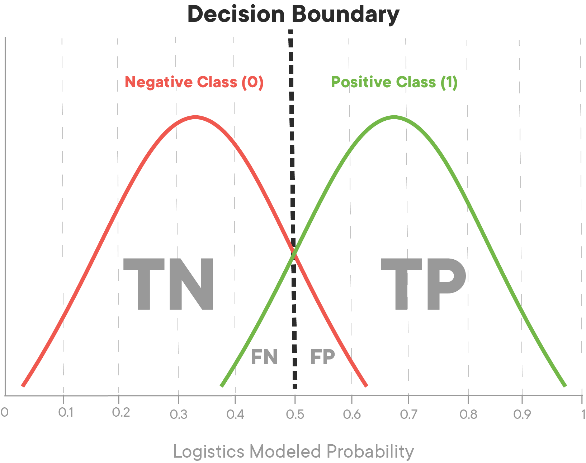 Decision Boundary
Negative Class (0) Positive Class (1)
TN TP
FN FP
0 0.1 0.2 0.3 0.4 0.5 0.6 0.7 0.8 0.9 1
Logistics Modeled Probability